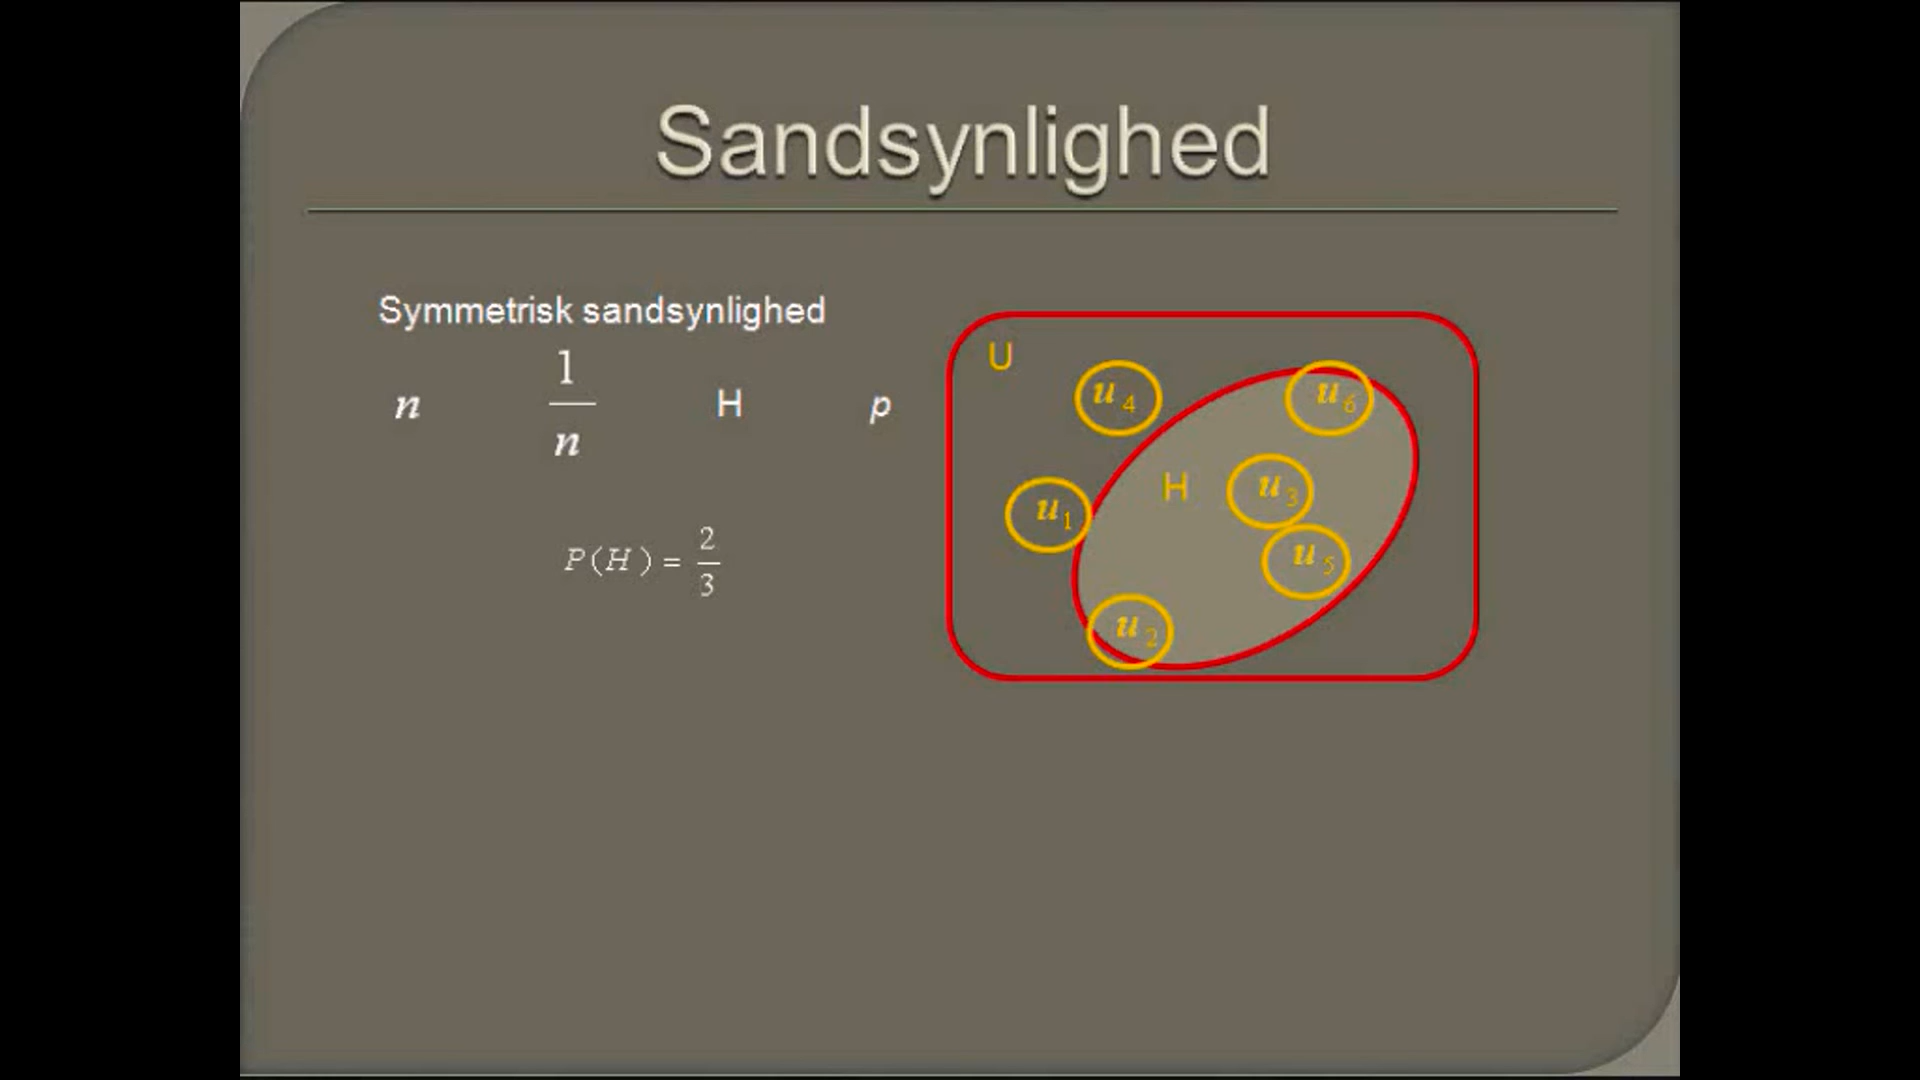 Sandsynlighed
Symmetrisk sandsynlighed
n 1/n H p
P(H) = 2/3
U
u4 u6
H u3
u1
u5
u2